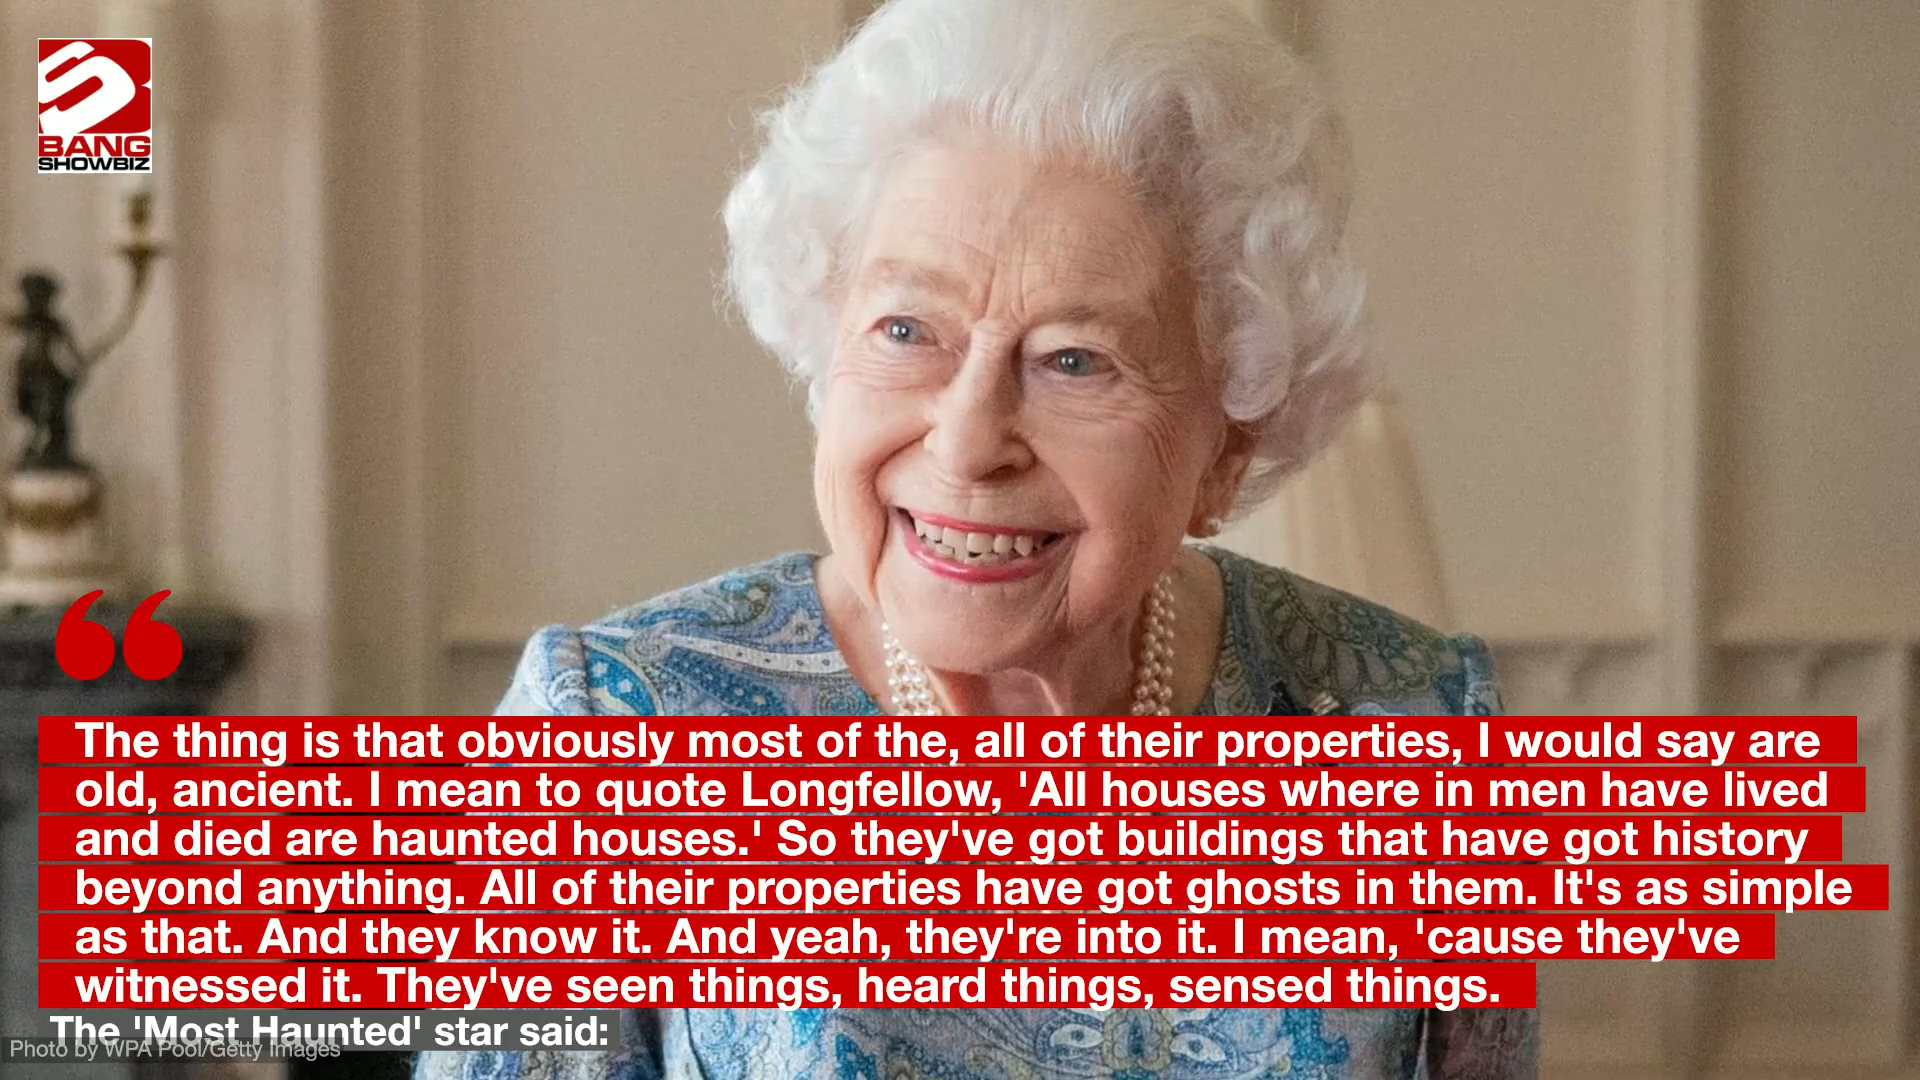 BANG
SHOWBIZ
“
The thing is that obviously most of the, all of their properties, I would say are
old, ancient. I mean to quote Longfellow, 'All houses where in men have lived
and died are haunted houses.' So they've got buildings that have got history
beyond anything. All of their properties have got ghosts in them. It's as simple
as that. And they know it. And yeah, they're into it. I mean, 'cause they've
witnessed it. They've seen things, heard things, sensed things.
The 'Most Haunted' star said:
Photo by WPA Pool/Getty Images